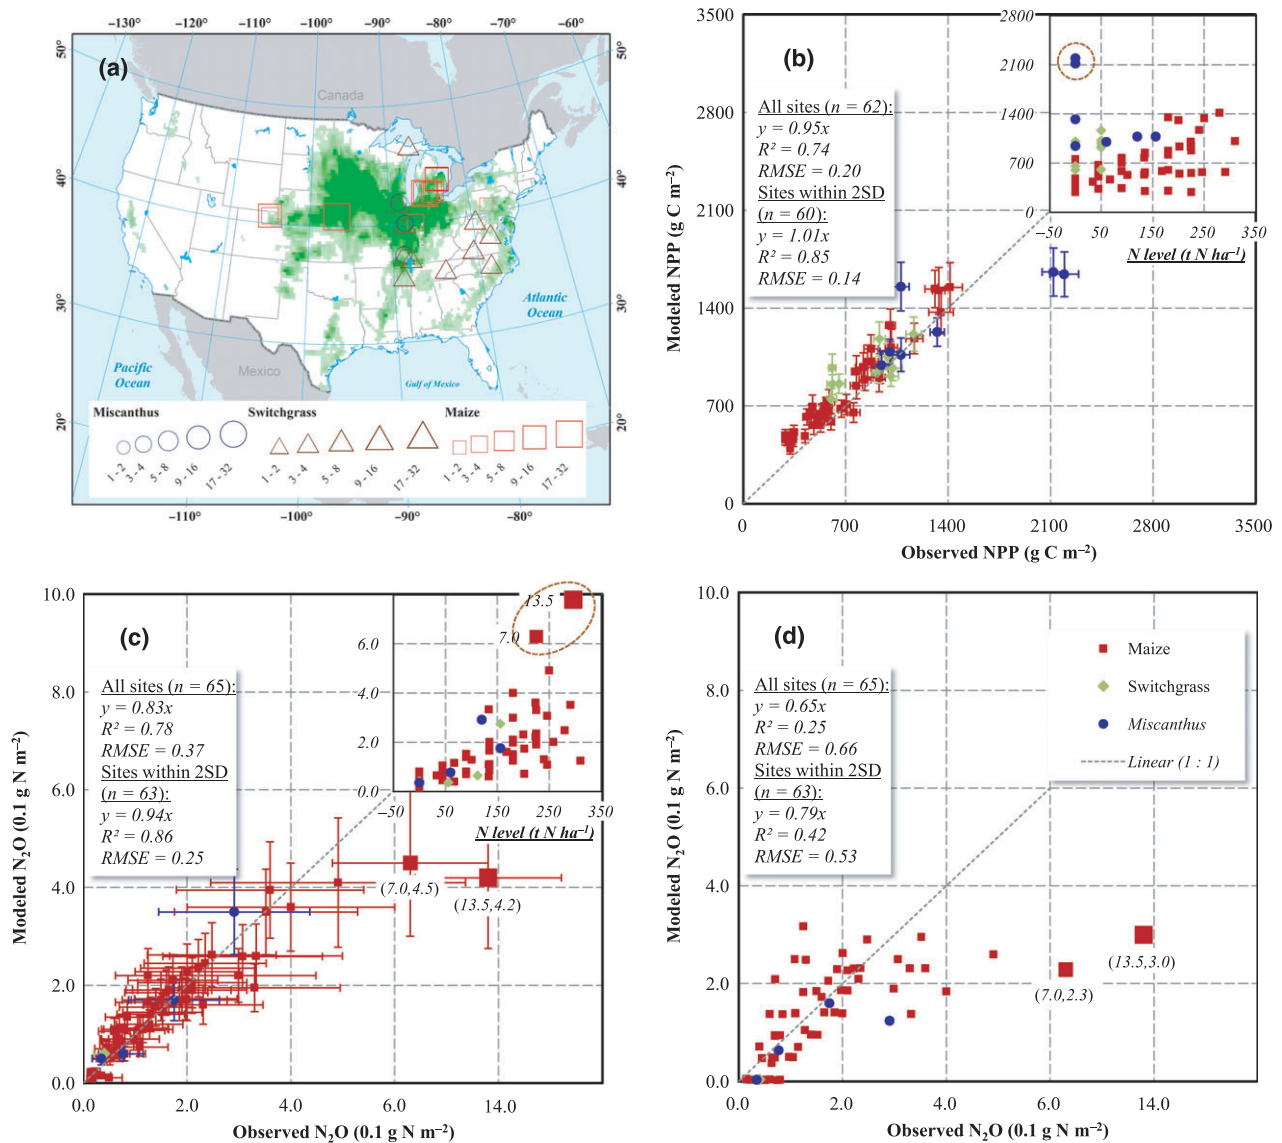 −130° −120° −110° −100° −90° −80° −70° −60°
50°
40°
30°
20°
50°
40°
30°
20°
(a)
Canada
Atlantic
Ocean
Pacific
Ocean
Mexico
Gulf of Mexico
Miscanthus Switchgrass Maize
1 - 2 3 - 4 5 - 8 9 - 16 17 - 32
1 - 2 3 - 4 5 - 8 9 - 16 17 - 32
1 - 2 3 - 4 5 - 8 9 - 16 17 - 32
−110° −100° −90° −80°
(b)
3500
2800
2100
1400
700
0
Modeled NPP (g C m⁻²)
All sites (n = 62):
y = 0.95x
R² = 0.74
RMSE = 0.20
Sites within 2SD
(n = 60):
y = 1.01x
R² = 0.85
RMSE = 0.14
2800
2100
1400
700
0
−50 50 150 250 350
N level (t N ha⁻¹)
0 700 1400 2100 2800 3500
Observed NPP (g C m⁻²)
(c)
10.0
8.0
6.0
4.0
2.0
0.0
Modeled N₂O (0.1 g N m⁻²)
All sites (n = 65):
y = 0.83x
R² = 0.78
RMSE = 0.37
Sites within 2SD
(n = 63):
y = 0.94x
R² = 0.86
RMSE = 0.25
13.5
7.0
6.0
4.0
2.0
0.0
−50 50 150 250 350
N level (t N ha⁻¹)
(7.0,4.5)
(13.5,4.2)
0.0 2.0 4.0 6.0 14.0
Observed N₂O (0.1 g N m⁻²)
(d)
10.0
8.0
6.0
4.0
2.0
0.0
Modeled N₂O (0.1 g N m⁻²)
All sites (n = 65):
y = 0.65x
R² = 0.25
RMSE = 0.66
Sites within 2SD
(n = 63):
y = 0.79x
R² = 0.42
RMSE = 0.53
Maize
Switchgrass
Miscanthus
Linear (1 : 1)
(13.5,3.0)
(7.0,2.3)
0.0 2.0 4.0 6.0 14.0
Observed N₂O (0.1 g N m⁻²)